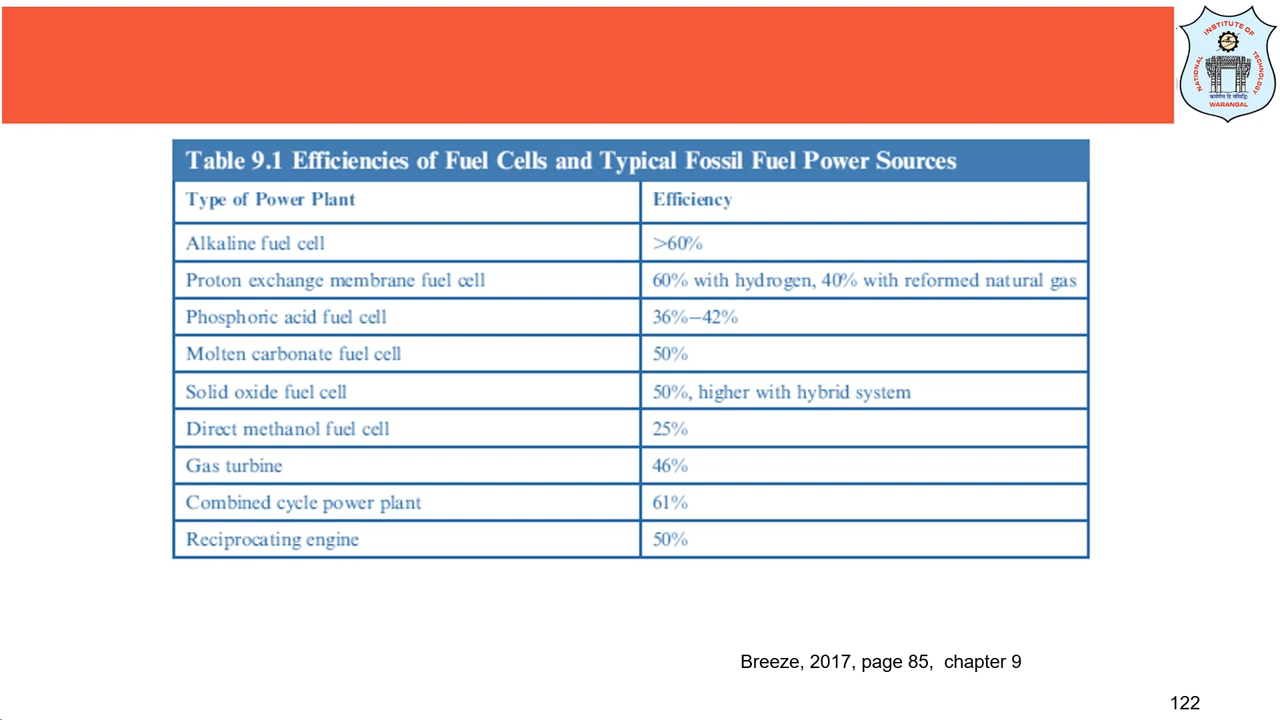 NATIONAL INSTITUTE OF TECHNOLOGY
WARANGAL
Table 9.1 Efficiencies of Fuel Cells and Typical Fossil Fuel Power Sources
Type of Power Plant Efficiency
Alkaline fuel cell >60%
Proton exchange membrane fuel cell 60% with hydrogen, 40% with reformed natural gas
Phosphoric acid fuel cell 36%–42%
Molten carbonate fuel cell 50%
Solid oxide fuel cell 50%, higher with hybrid system
Direct methanol fuel cell 25%
Gas turbine 46%
Combined cycle power plant 61%
Reciprocating engine 50%
Breeze, 2017, page 85,  chapter 9
122